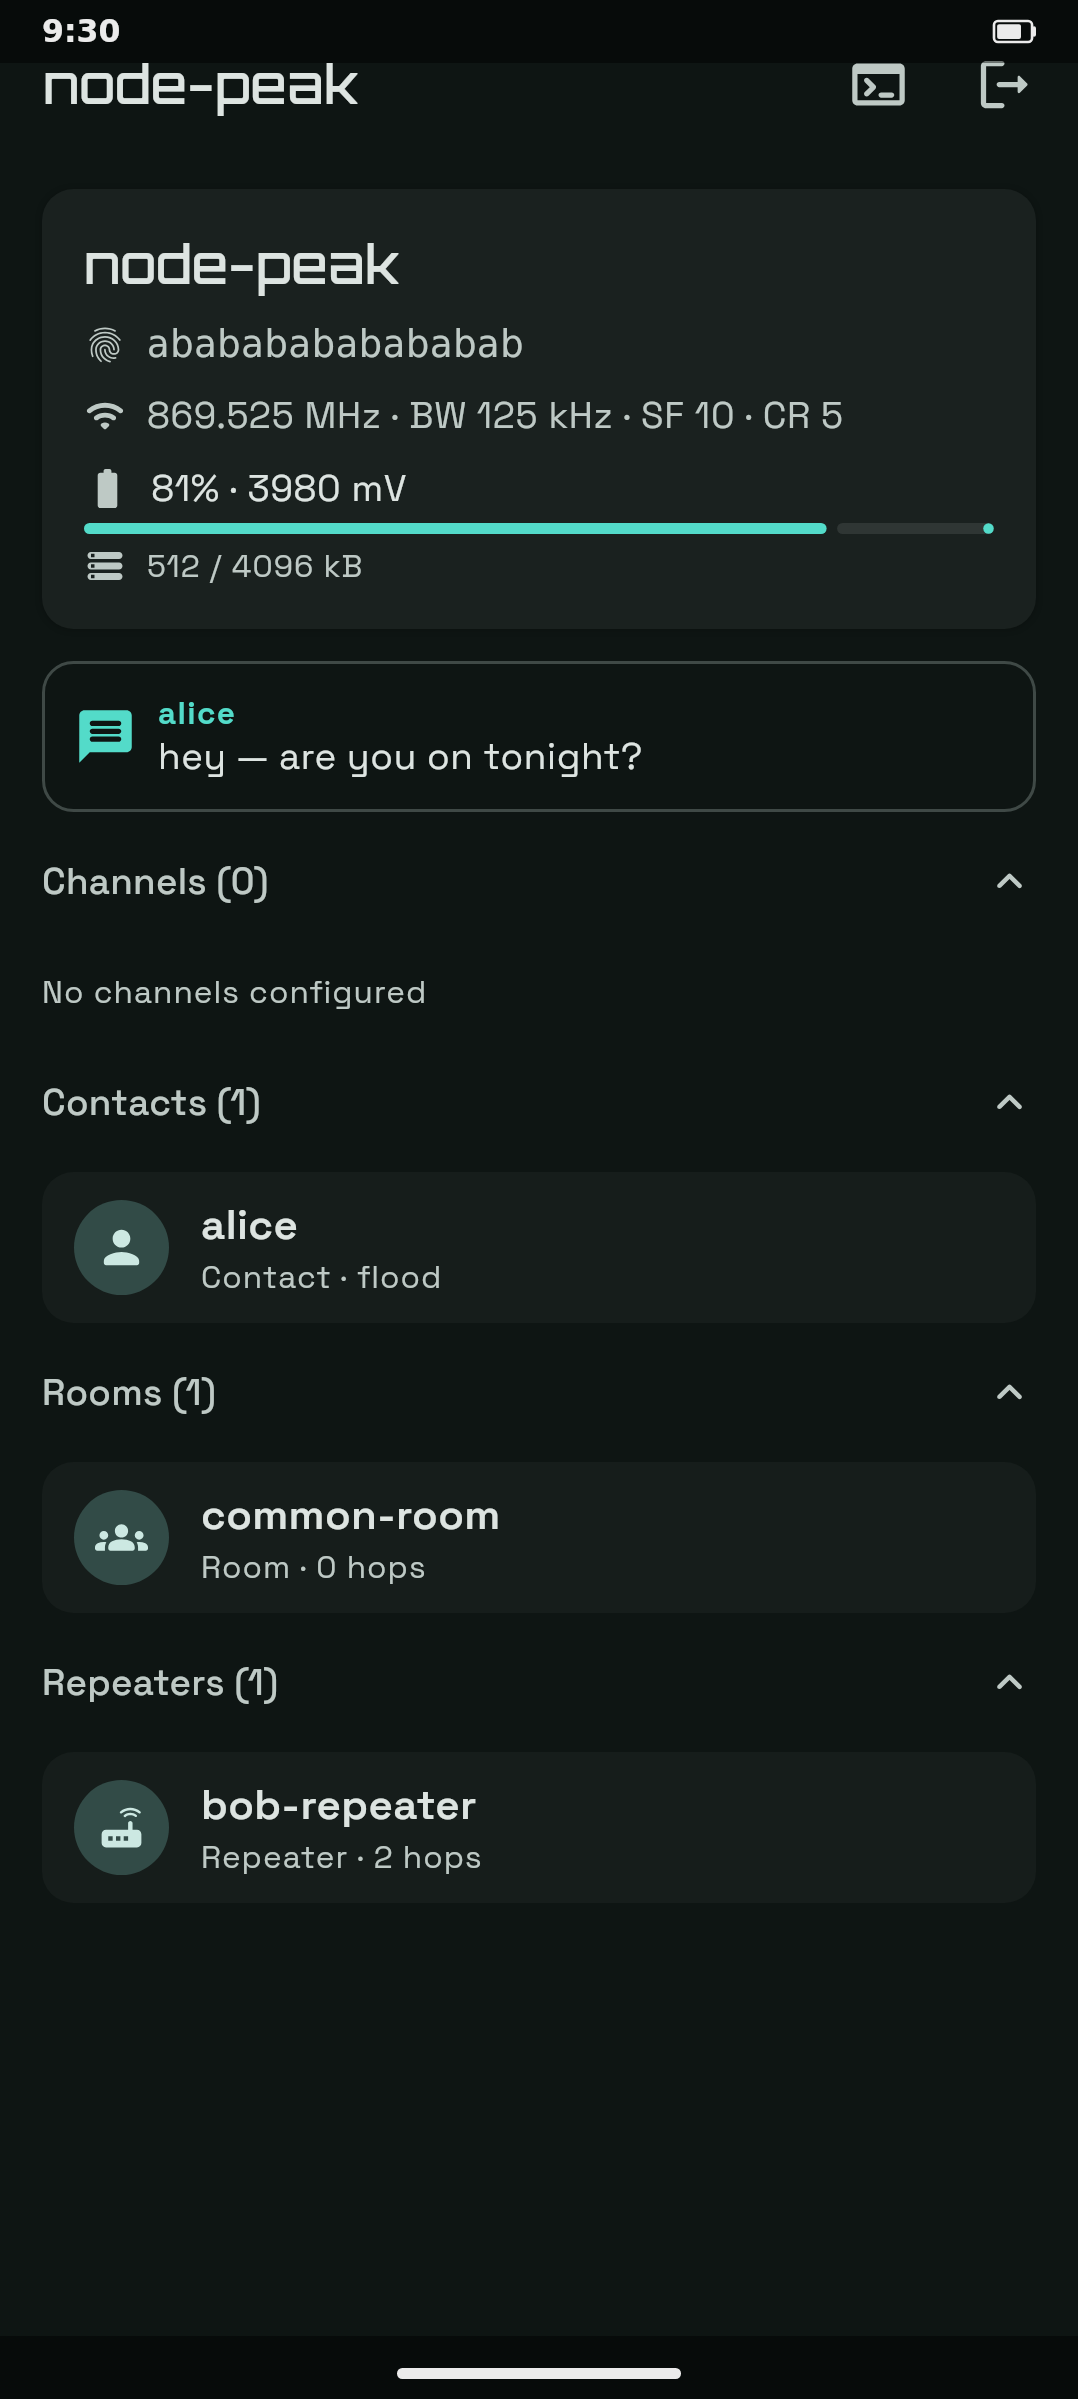 9:30
node-peak
node-peak
abababababababab
869.525 MHz · BW 125 kHz · SF 10 · CR 5
81% · 3980 mV
512 / 4096 kB
alice
hey — are you on tonight?
Channels (0)
No channels configured
Contacts (1)
alice
Contact · flood
Rooms (1)
common-room
Room · 0 hops
Repeaters (1)
bob-repeater
Repeater · 2 hops